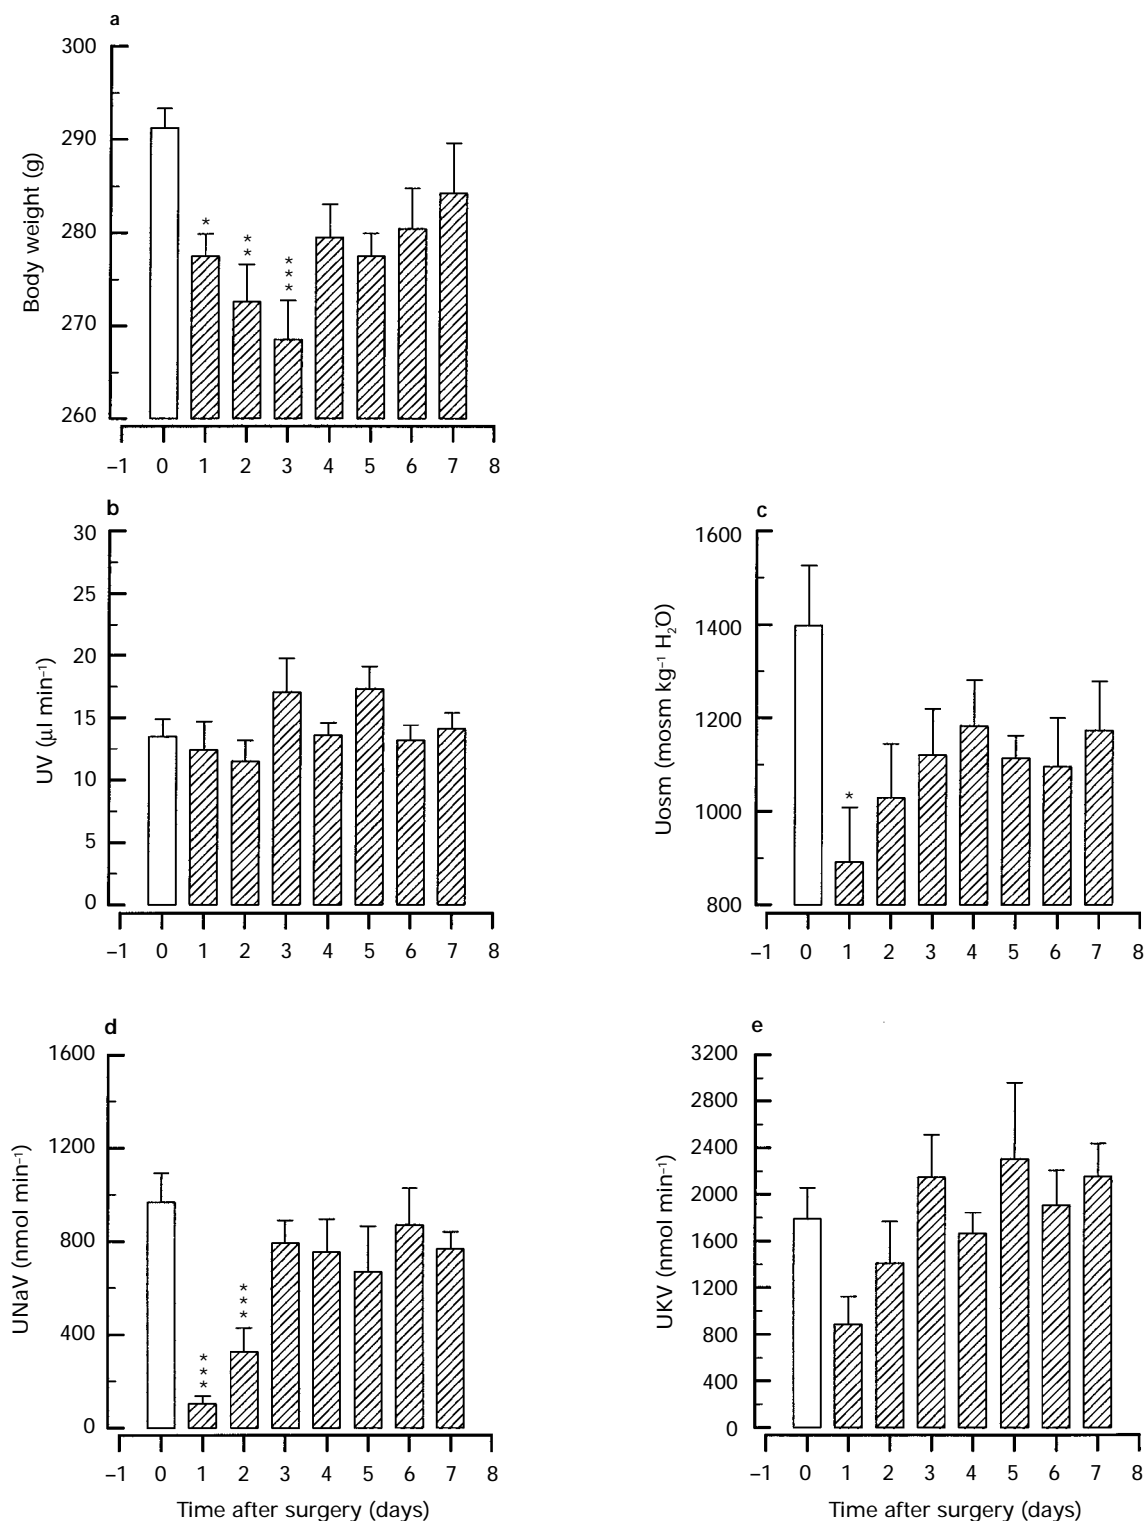 a
300
290
280
270
260
Body weight (g)
*
**
***
–1 0 1 2 3 4 5 6 7 8
b
30
25
20
15
10
5
0
UV (µl min⁻¹)
–1 0 1 2 3 4 5 6 7 8
c
1600
1400
1200
1000
800
Uosm (mosm kg⁻¹ H₂O)
*
–1 0 1 2 3 4 5 6 7 8
d
1600
1200
800
400
0
UNaV (nmol min⁻¹)
***
***
–1 0 1 2 3 4 5 6 7 8
Time after surgery (days)
e
3200
2800
2400
2000
1600
1200
800
400
0
UKV (nmol min⁻¹)
–1 0 1 2 3 4 5 6 7 8
Time after surgery (days)